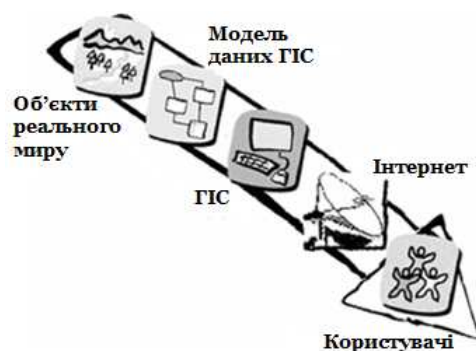 Модель
даних ГІС
Об’єкти
реального
миру
ГІС
Інтернет
Користувачі